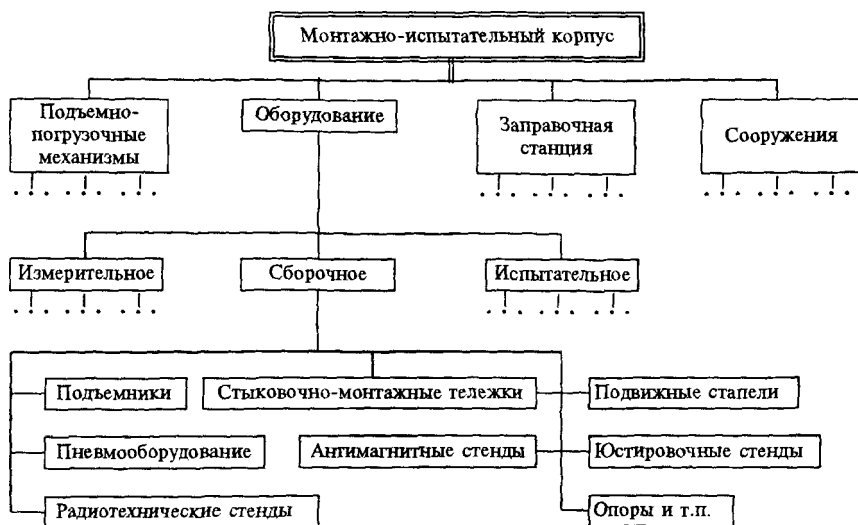 Монтажно-испытательный корпус
Подъемно-
погрузочные
механизмы
Оборудование
Заправочная
станция
Сооружения
Измерительное
Сборочное
Испытательное
Подъемники
Стыковочно-монтажные тележки
Подвижные стапели
Пневмооборудование
Антимагнитные стенды
Юстировочные стенды
Радиотехнические стенды
Опоры и т.п.